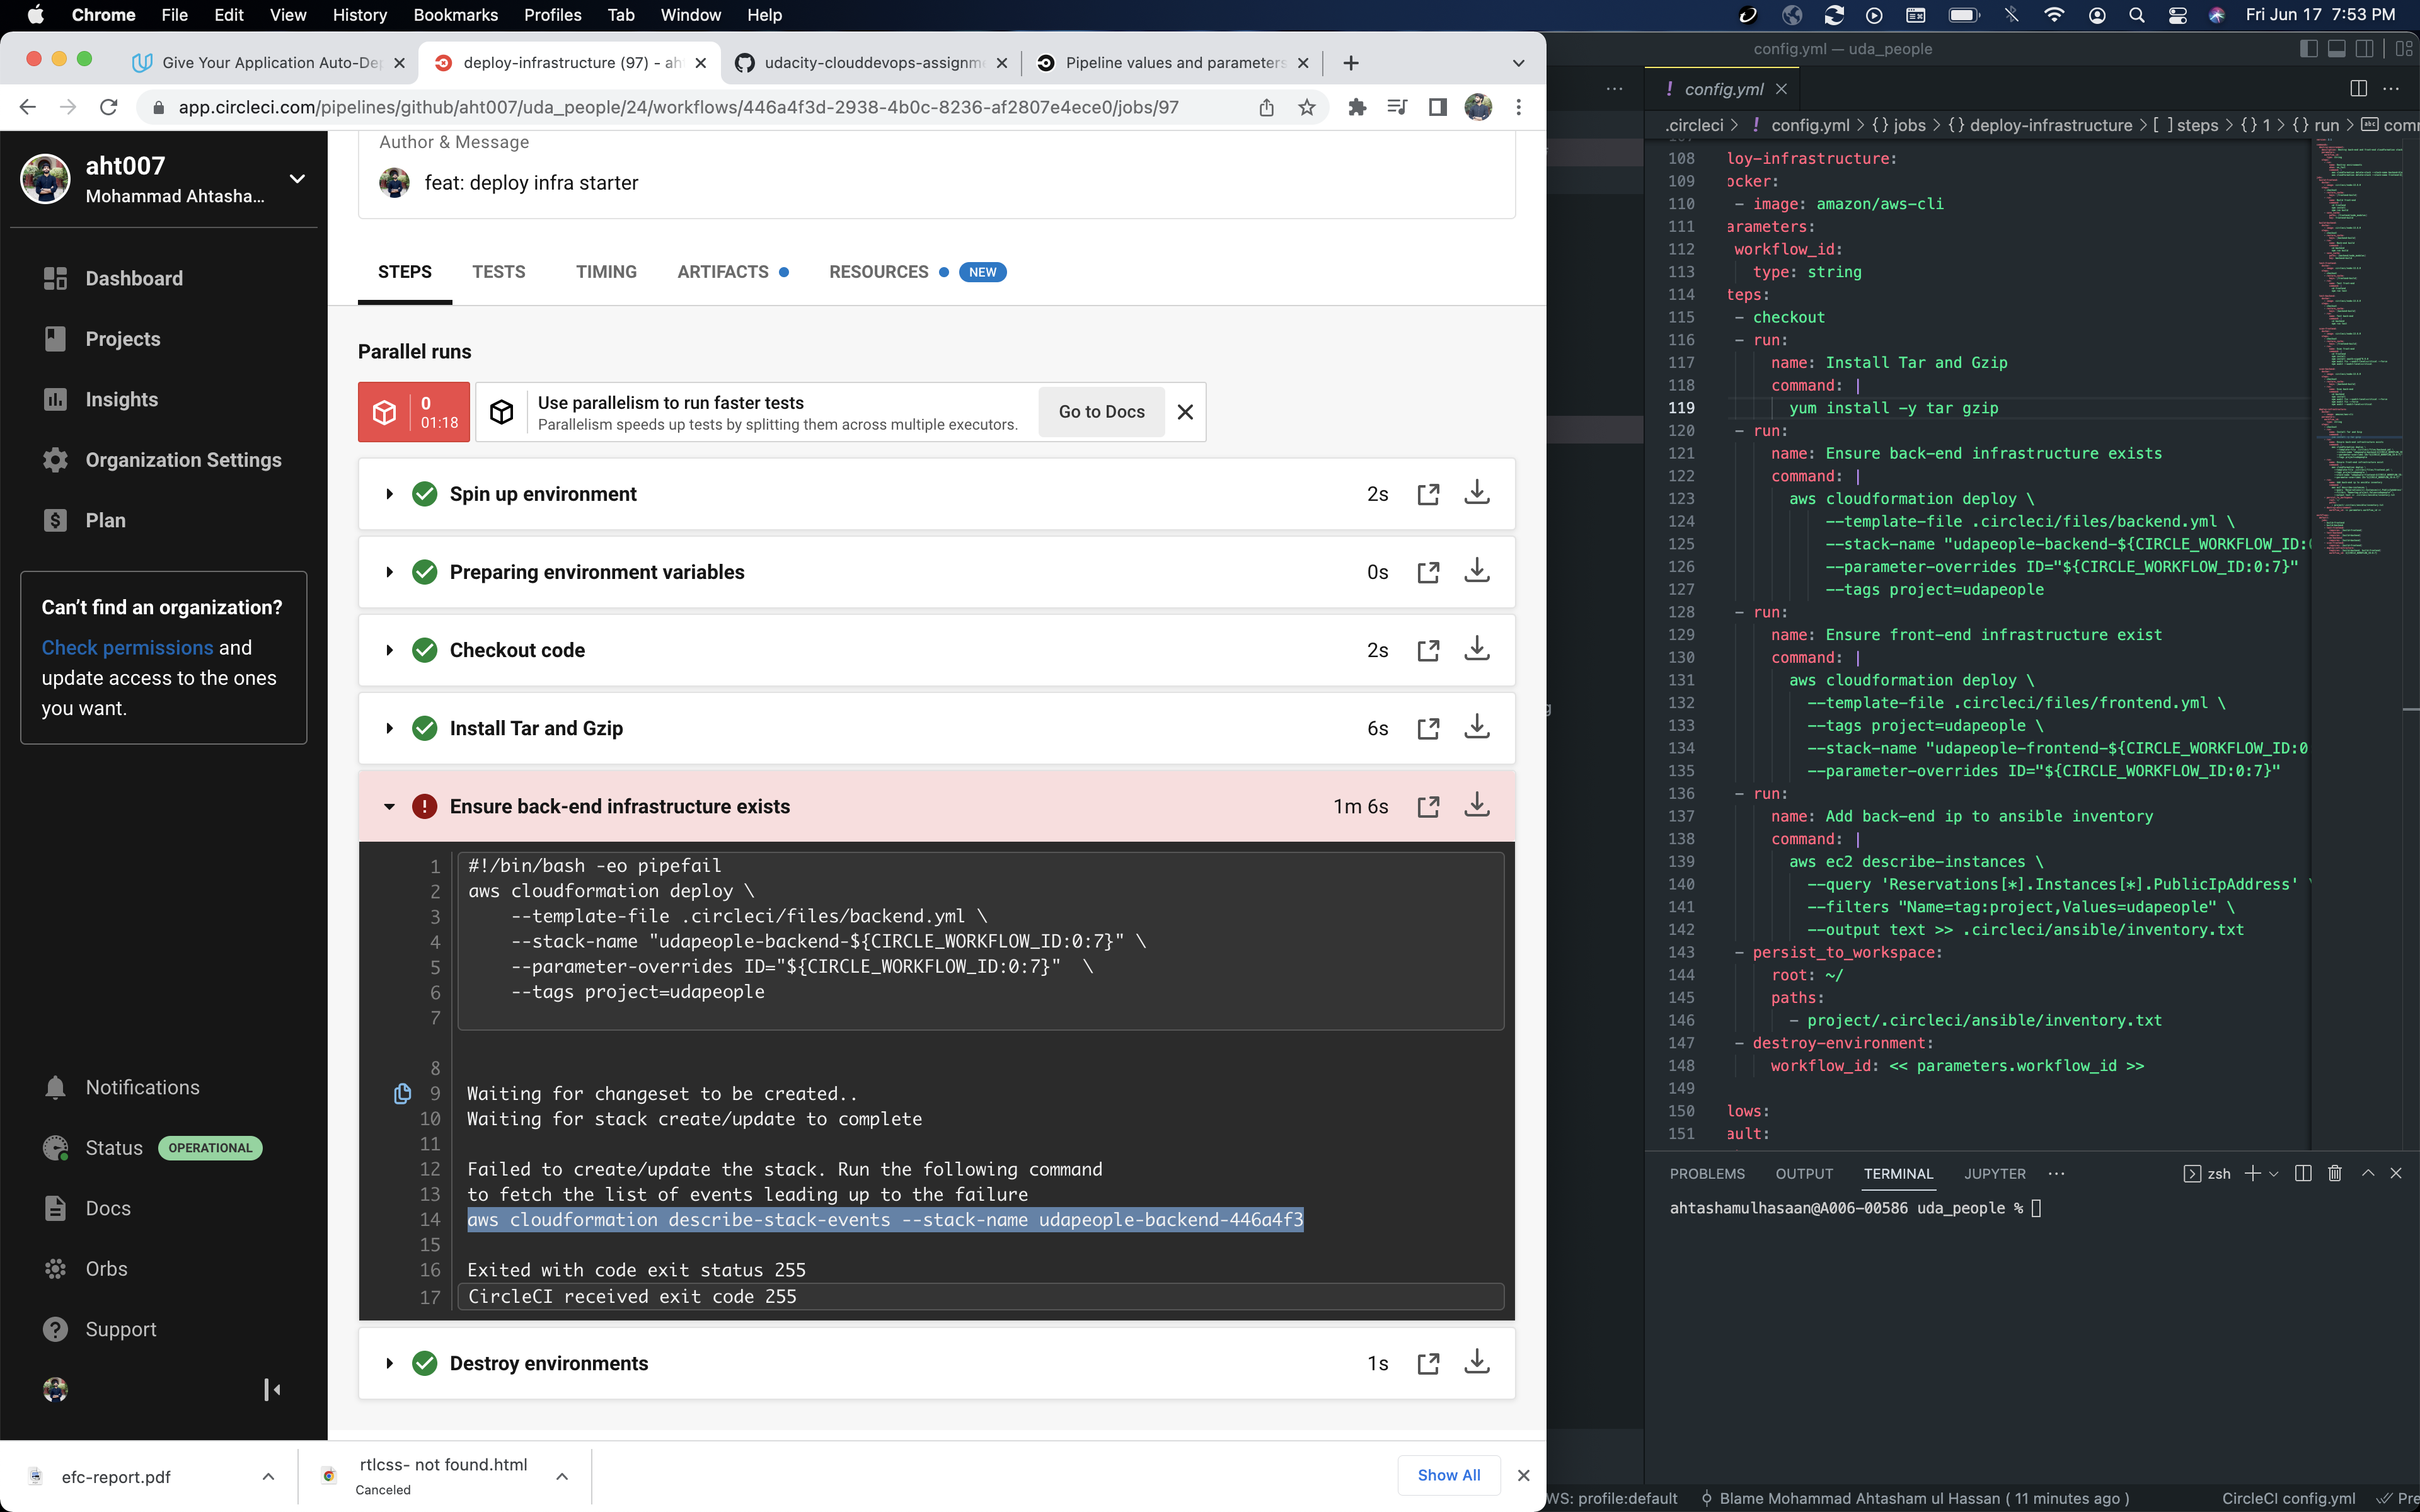 Chrome File Edit View History Bookmarks Profiles Tab Window Help
Fri Jun 17 7:53 PM
Give Your Application Auto-De
deploy-infrastructure (97) - ah
udacity-clouddevops-assignm
Pipeline values and parameters
app.circleci.com/pipelines/github/aht007/uda_people/24/workflows/446a4f3d-2938-4b0c-8236-af2807e4ece0/jobs/97
aht007
Mohammad Ahtasha...
Dashboard
Projects
Insights
Organization Settings
Plan
Can't find an organization?
Check permissions and
update access to the ones
you want.
Notifications
Status OPERATIONAL
Docs
Orbs
Support
Author & Message
feat: deploy infra starter
STEPS TESTS TIMING ARTIFACTS RESOURCES NEW
Parallel runs
0
01:18
Use parallelism to run faster tests
Parallelism speeds up tests by splitting them across multiple executors.
Go to Docs
Spin up environment 2s
Preparing environment variables 0s
Checkout code 2s
Install Tar and Gzip 6s
Ensure back-end infrastructure exists 1m 6s
1 #!/bin/bash -eo pipefail
2 aws cloudformation deploy \
3 --template-file .circleci/files/backend.yml \
4 --stack-name "udapeople-backend-${CIRCLE_WORKFLOW_ID:0:7}" \
5 --parameter-overrides ID="${CIRCLE_WORKFLOW_ID:0:7}" \
6 --tags project=udapeople
7
8
9 Waiting for changeset to be created..
10 Waiting for stack create/update to complete
11
12 Failed to create/update the stack. Run the following command
13 to fetch the list of events leading up to the failure
14 aws cloudformation describe-stack-events --stack-name udapeople-backend-446a4f3
15
16 Exited with code exit status 255
17 CircleCI received exit code 255
Destroy environments 1s
efc-report.pdf
rtlcss- not found.html
Canceled
Show All
config.yml — uda_people
! config.yml
.circleci > ! config.yml > {} jobs > {} deploy-infrastructure > [ ] steps > {} 1 > {} run > abc comm
108 loy-infrastructure:
109 ocker:
110 - image: amazon/aws-cli
111 arameters:
112 workflow_id:
113 type: string
114 teps:
115 - checkout
116 - run:
117 name: Install Tar and Gzip
118 command: |
119 yum install -y tar gzip
120 - run:
121 name: Ensure back-end infrastructure exists
122 command: |
123 aws cloudformation deploy \
124 --template-file .circleci/files/backend.yml \
125 --stack-name "udapeople-backend-${CIRCLE_WORKFLOW_ID:
126 --parameter-overrides ID="${CIRCLE_WORKFLOW_ID:0:7}"
127 --tags project=udapeople
128 - run:
129 name: Ensure front-end infrastructure exist
130 command: |
131 aws cloudformation deploy \
132 --template-file .circleci/files/frontend.yml \
133 --tags project=udapeople \
134 --stack-name "udapeople-frontend-${CIRCLE_WORKFLOW_ID:0
135 --parameter-overrides ID="${CIRCLE_WORKFLOW_ID:0:7}"
136 - run:
137 name: Add back-end ip to ansible inventory
138 command: |
139 aws ec2 describe-instances \
140 --query 'Reservations[*].Instances[*].PublicIpAddress' \
141 --filters "Name=tag:project,Values=udapeople" \
142 --output text >> .circleci/ansible/inventory.txt
143 - persist_to_workspace:
144 root: ~/
145 paths:
146 - project/.circleci/ansible/inventory.txt
147 - destroy-environment:
148 workflow_id: << parameters.workflow_id >>
149
150 lows:
151 ault:
PROBLEMS OUTPUT TERMINAL JUPYTER ... zsh
ahtashamulhasaan@A006-00586 uda_people %
WS: profile:default Blame Mohammad Ahtasham ul Hassan ( 11 minutes ago ) CircleCI config.yml Pre